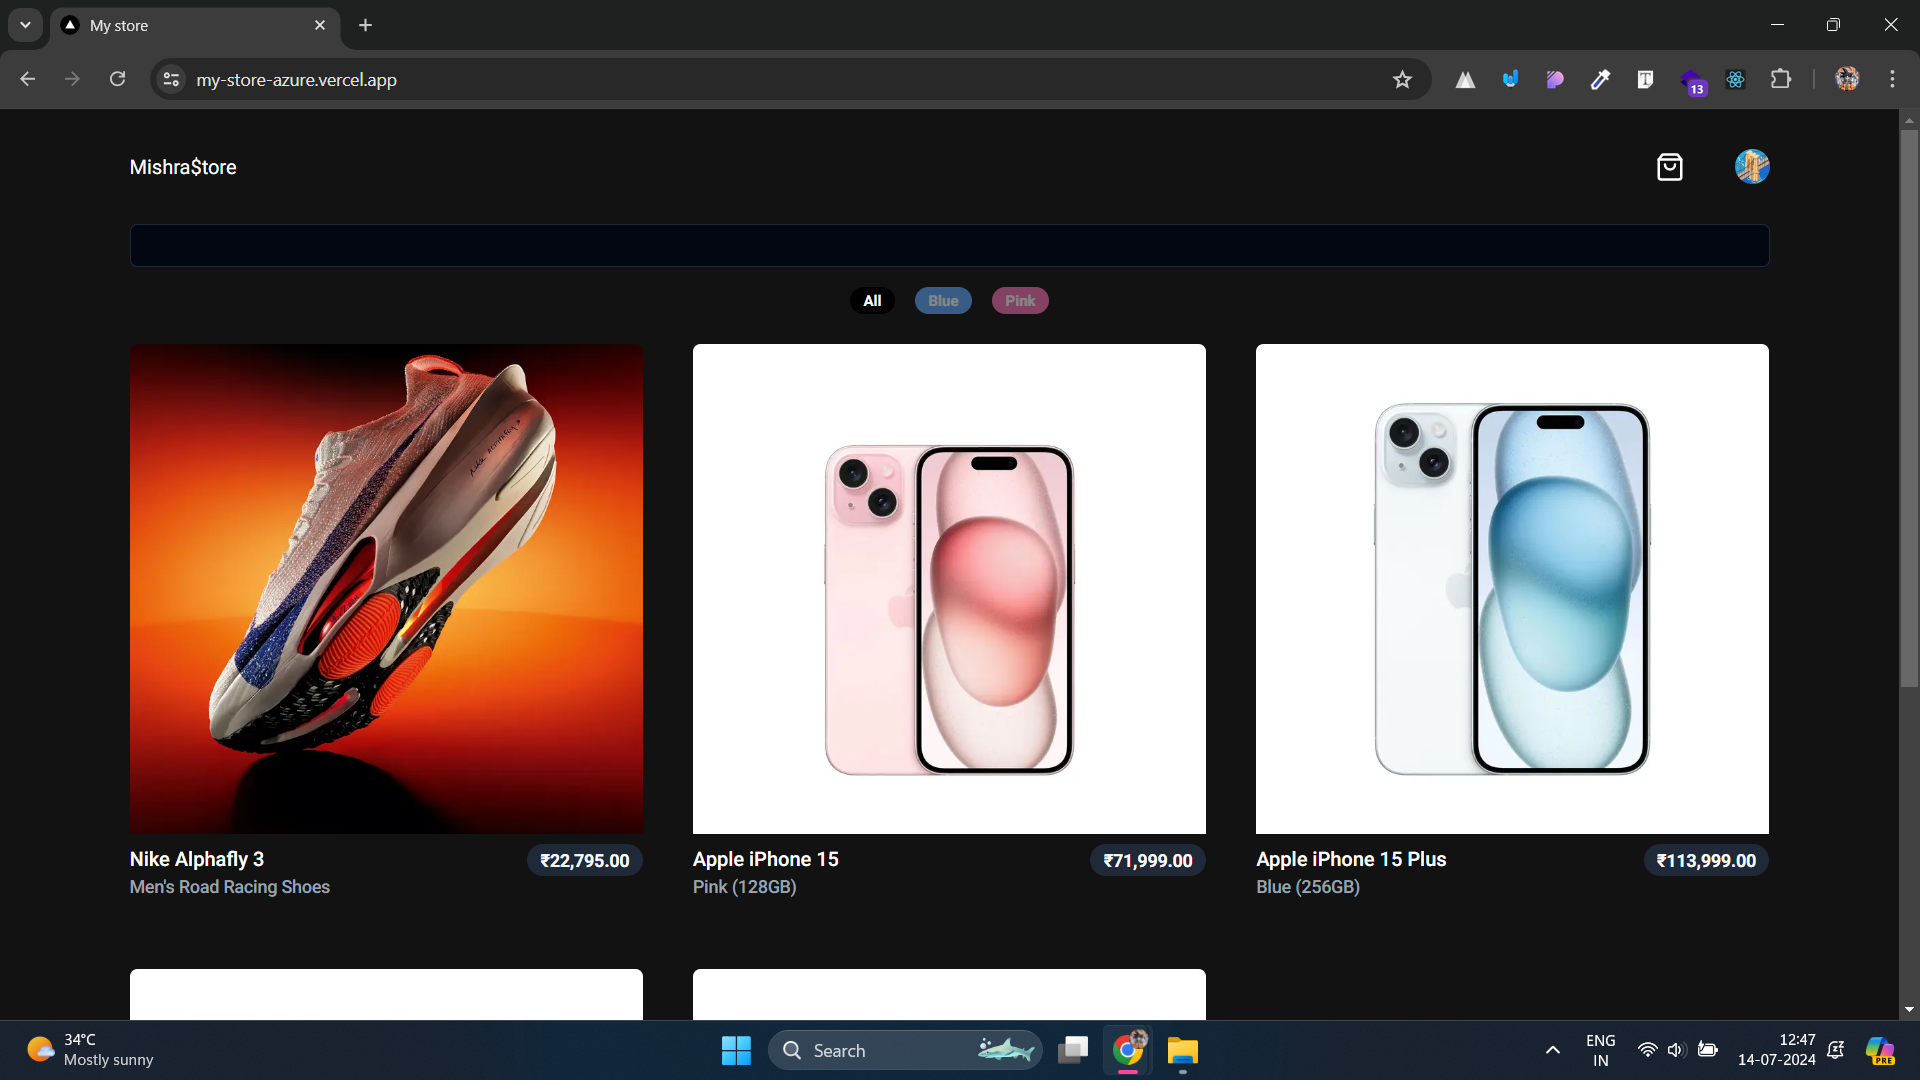 My store
my-store-azure.vercel.app
13
Mishra$tore
All
Blue
Pink
Nike Alphafly 3
₹22,795.00
Men's Road Racing Shoes
Apple iPhone 15
₹71,999.00
Pink (128GB)
Apple iPhone 15 Plus
₹113,999.00
Blue (256GB)
34°C
Mostly sunny
Search
ENG
IN
12:47
14-07-2024
PRE